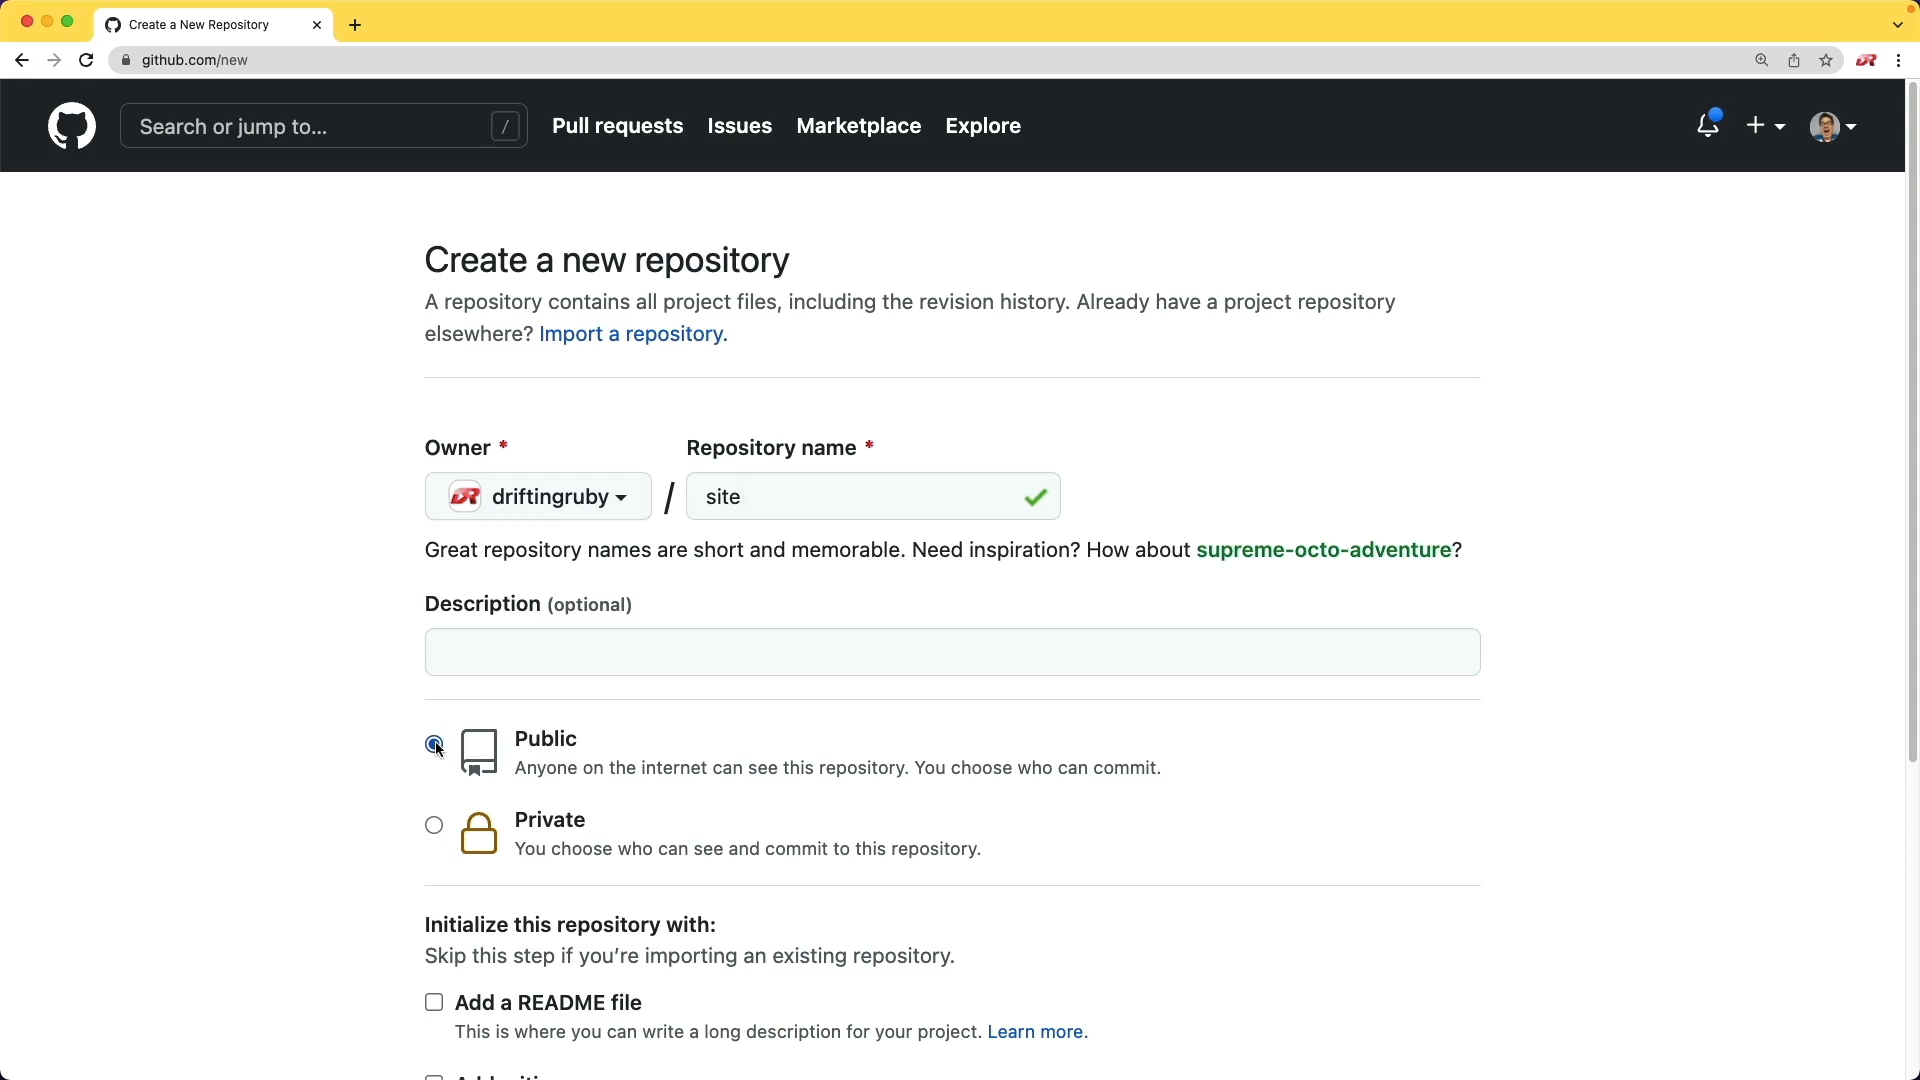 Create a New Repository
github.com/new
Search or jump to... /
Pull requests Issues Marketplace Explore
Create a new repository
A repository contains all project files, including the revision history. Already have a project repository
elsewhere? Import a repository.
Owner * Repository name *
DR driftingruby / site
Great repository names are short and memorable. Need inspiration? How about supreme-octo-adventure?
Description (optional)
Public
Anyone on the internet can see this repository. You choose who can commit.
Private
You choose who can see and commit to this repository.
Initialize this repository with:
Skip this step if you’re importing an existing repository.
Add a README file
This is where you can write a long description for your project. Learn more.